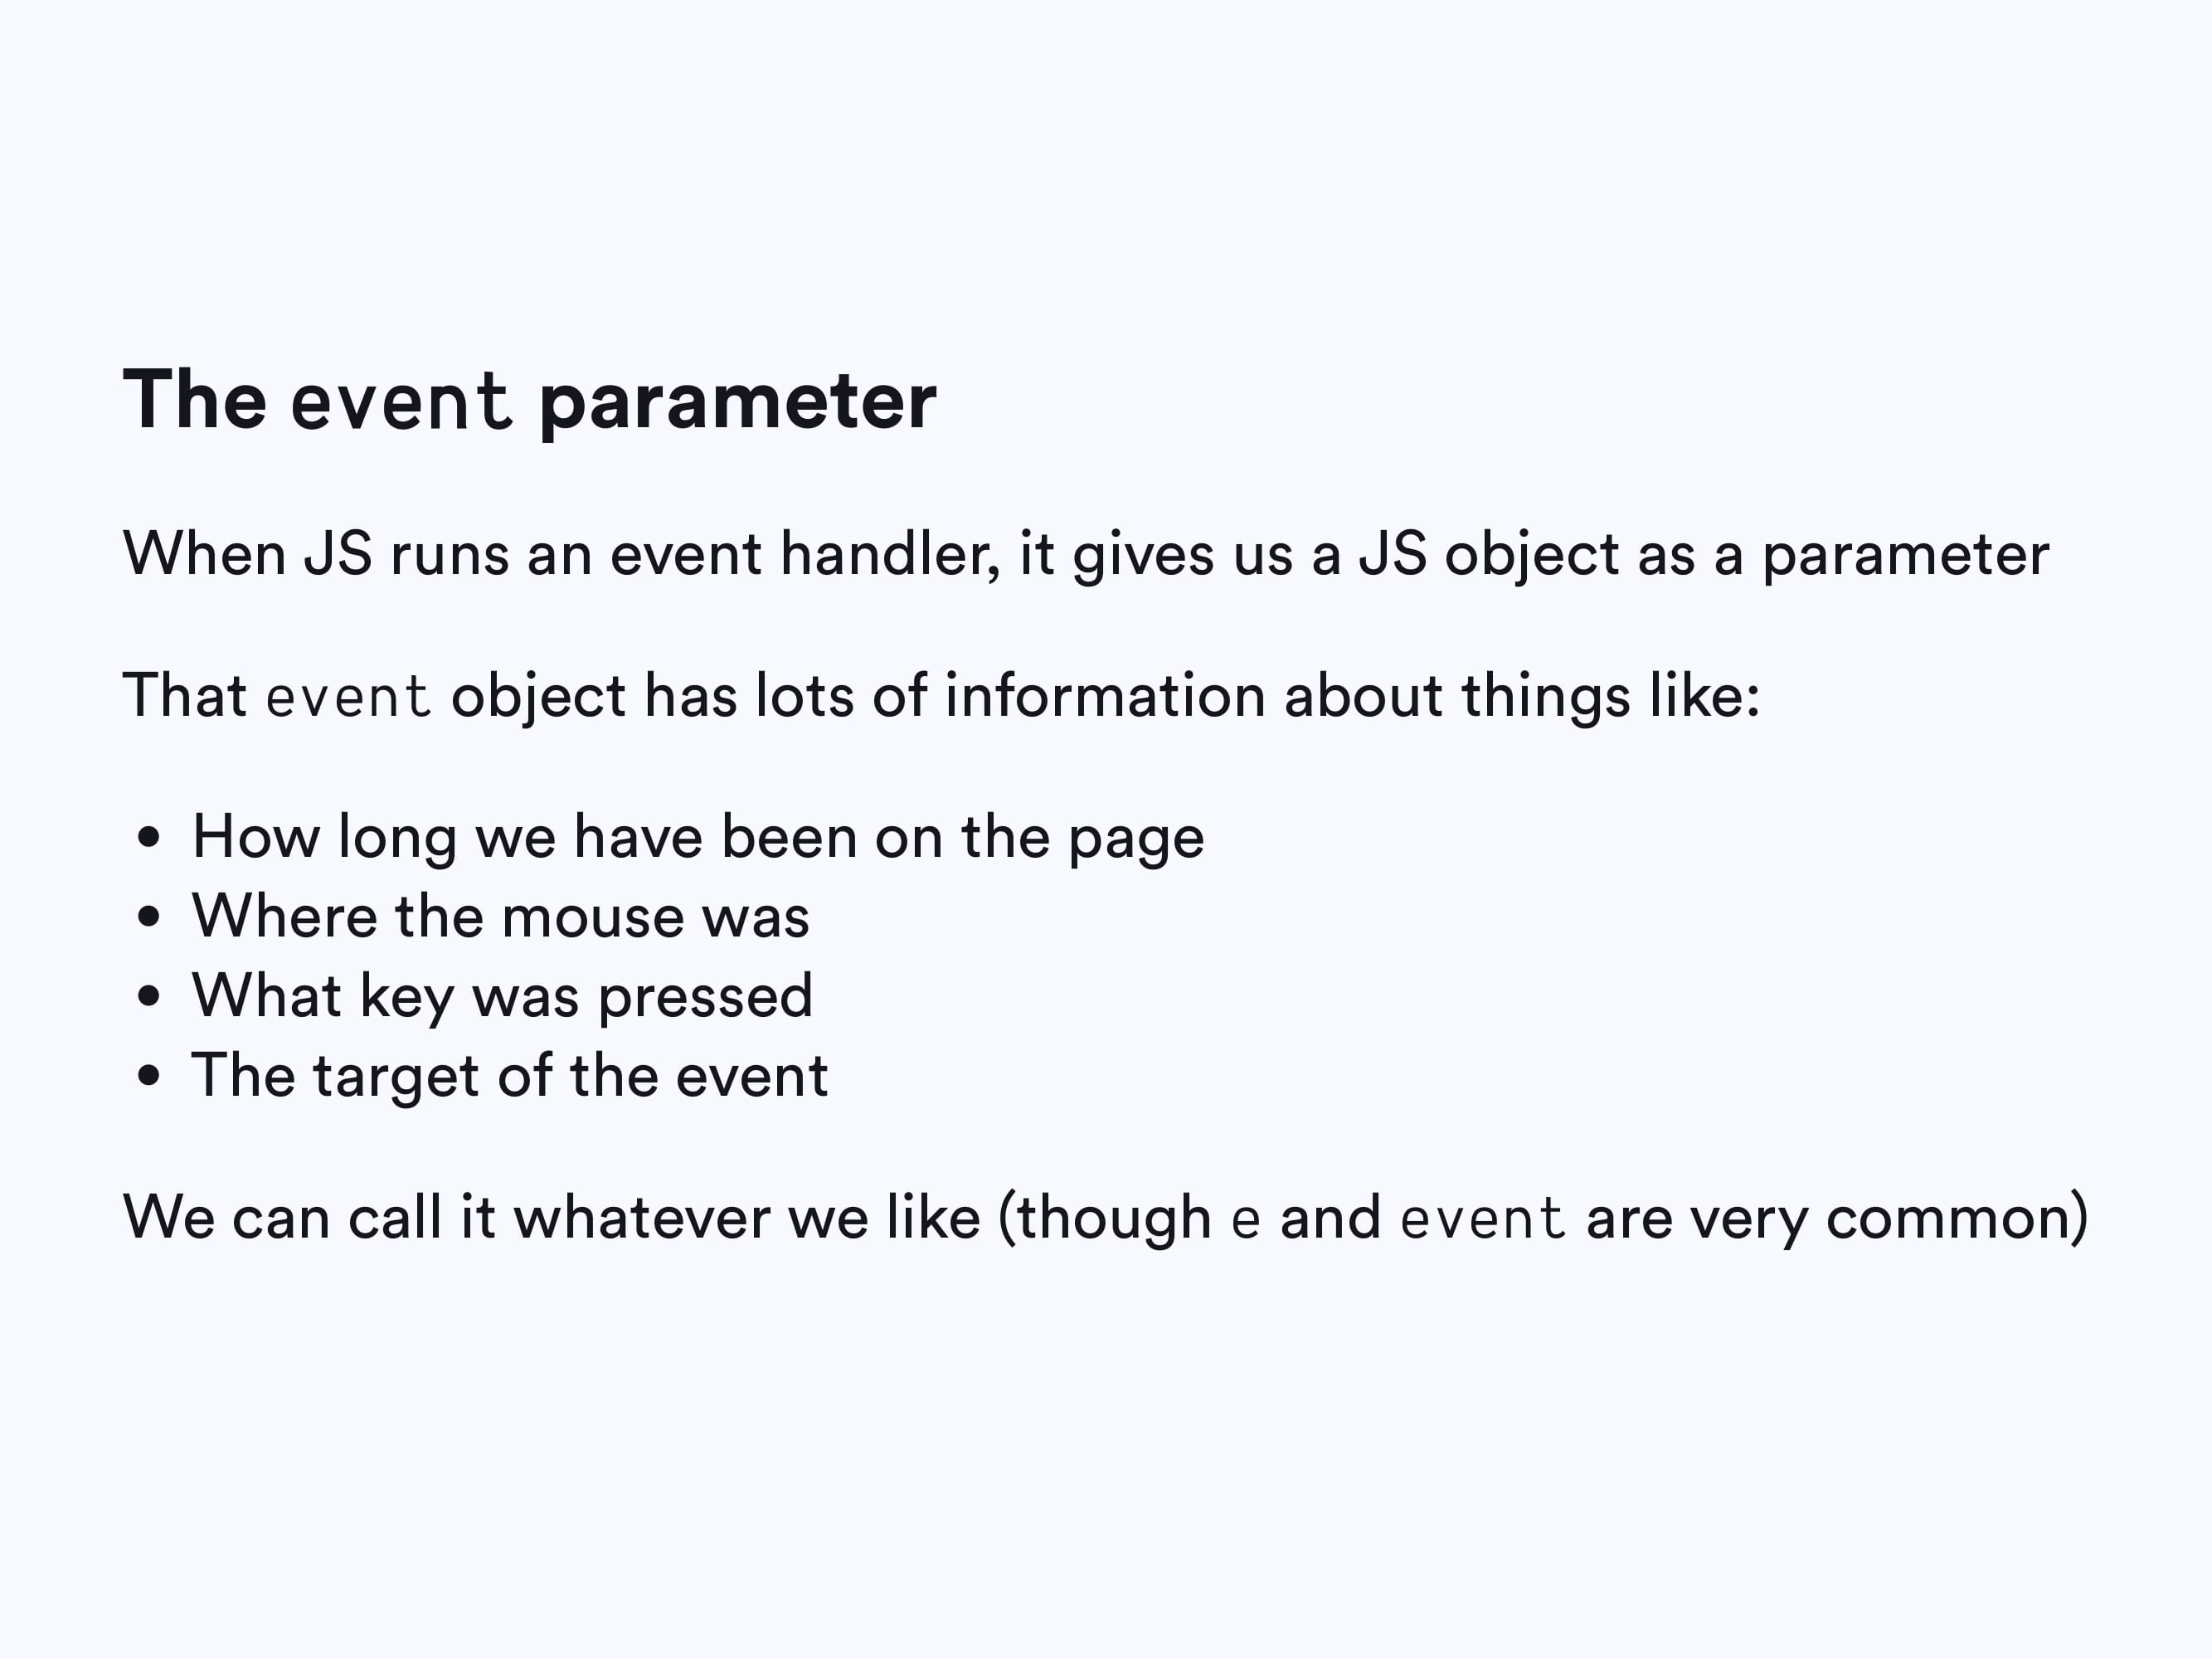 The event parameter
When JS runs an event handler, it gives us a JS object as a parameter
That event object has lots of information about things like:
• How long we have been on the page
• Where the mouse was
• What key was pressed
• The target of the event
We can call it whatever we like (though e and event are very common)